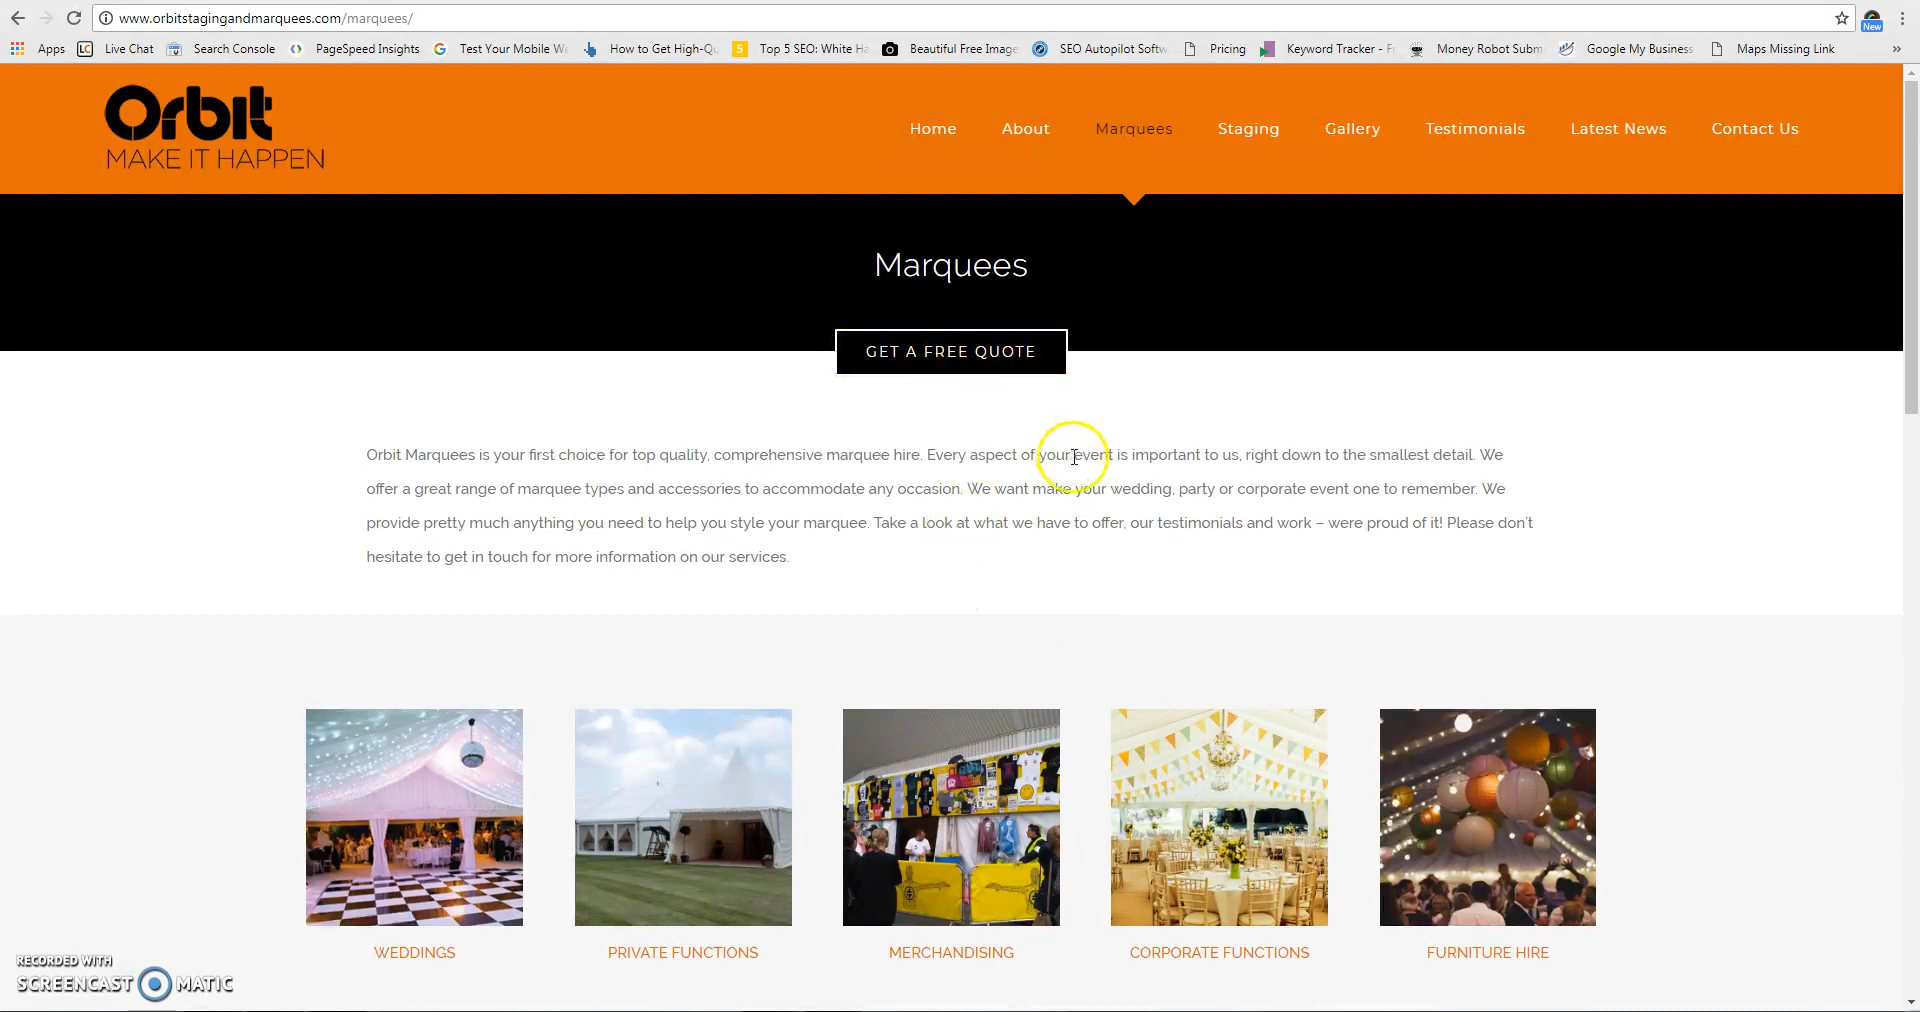 www.orbitstagingandmarquees.com/marquees/
New
Apps LC Live Chat Search Console PageSpeed Insights Test Your Mobile We How to Get High-Qu 5 Top 5 SEO: White Ha Beautiful Free Image SEO Autopilot Softw Pricing Keyword Tracker - Fr Money Robot Subm Google My Business Maps Missing Link »
Orbit
MAKE IT HAPPEN
Home About Marquees Staging Gallery Testimonials Latest News Contact Us
Marquees
GET A FREE QUOTE
Orbit Marquees is your first choice for top quality, comprehensive marquee hire. Every aspect of your event is important to us, right down to the smallest detail. We
offer a great range of marquee types and accessories to accommodate any occasion. We want make your wedding, party or corporate event one to remember. We
provide pretty much anything you need to help you style your marquee. Take a look at what we have to offer, our testimonials and work – were proud of it! Please don't
hesitate to get in touch for more information on our services.
WEDDINGS PRIVATE FUNCTIONS MERCHANDISING CORPORATE FUNCTIONS FURNITURE HIRE
RECORDED WITH
SCREENCAST MATIC